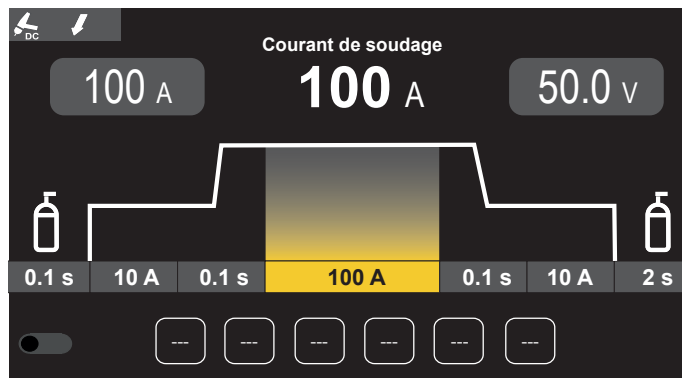 DC
Courant de soudage
100 A
100 A
50.0 V
0.1 s
10 A
0.1 s
100 A
0.1 s
10 A
2 s
---
---
---
---
---
---